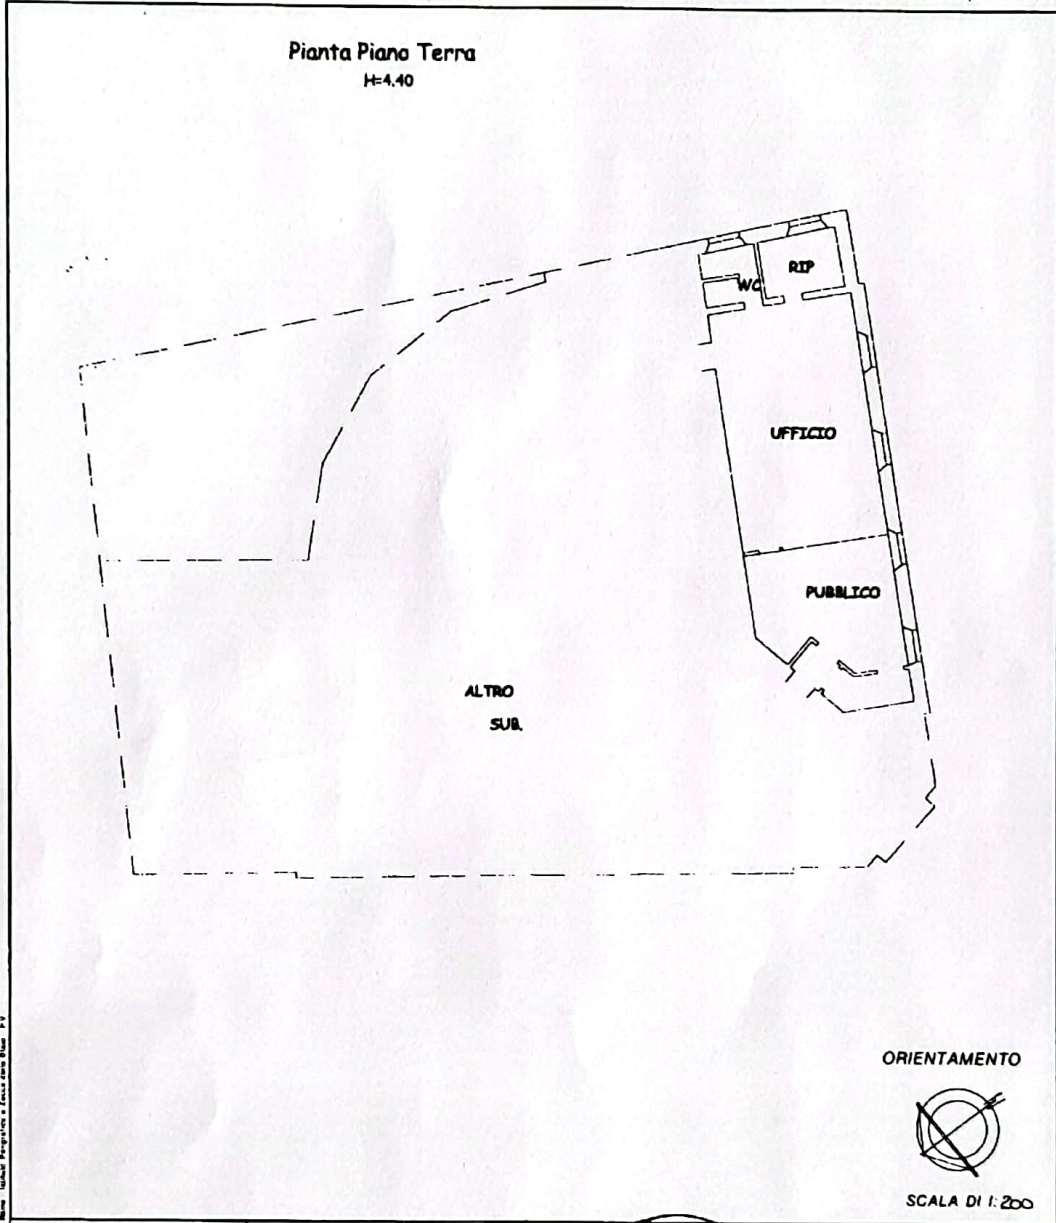 Pianta Piano Terra
H=4.40
RIP
WC
UFFICIO
PUBBLICO
ALTRO
SUB.
ORIENTAMENTO
SCALA DI 1:200